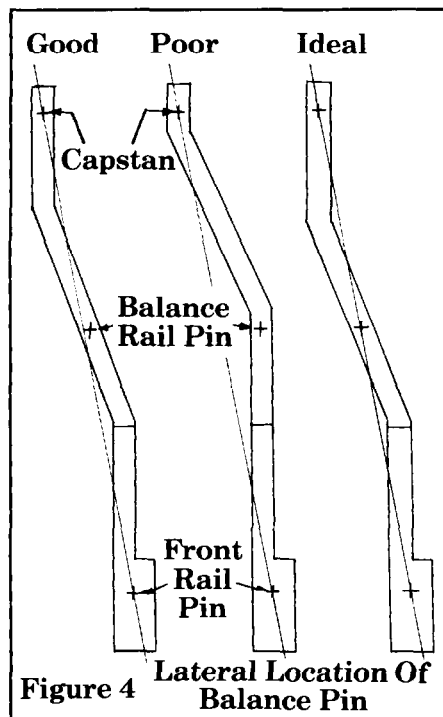 Good Poor Ideal
Capstan
Balance
Rail Pin
Front
Rail
Pin
Figure 4
Lateral Location Of
Balance Pin